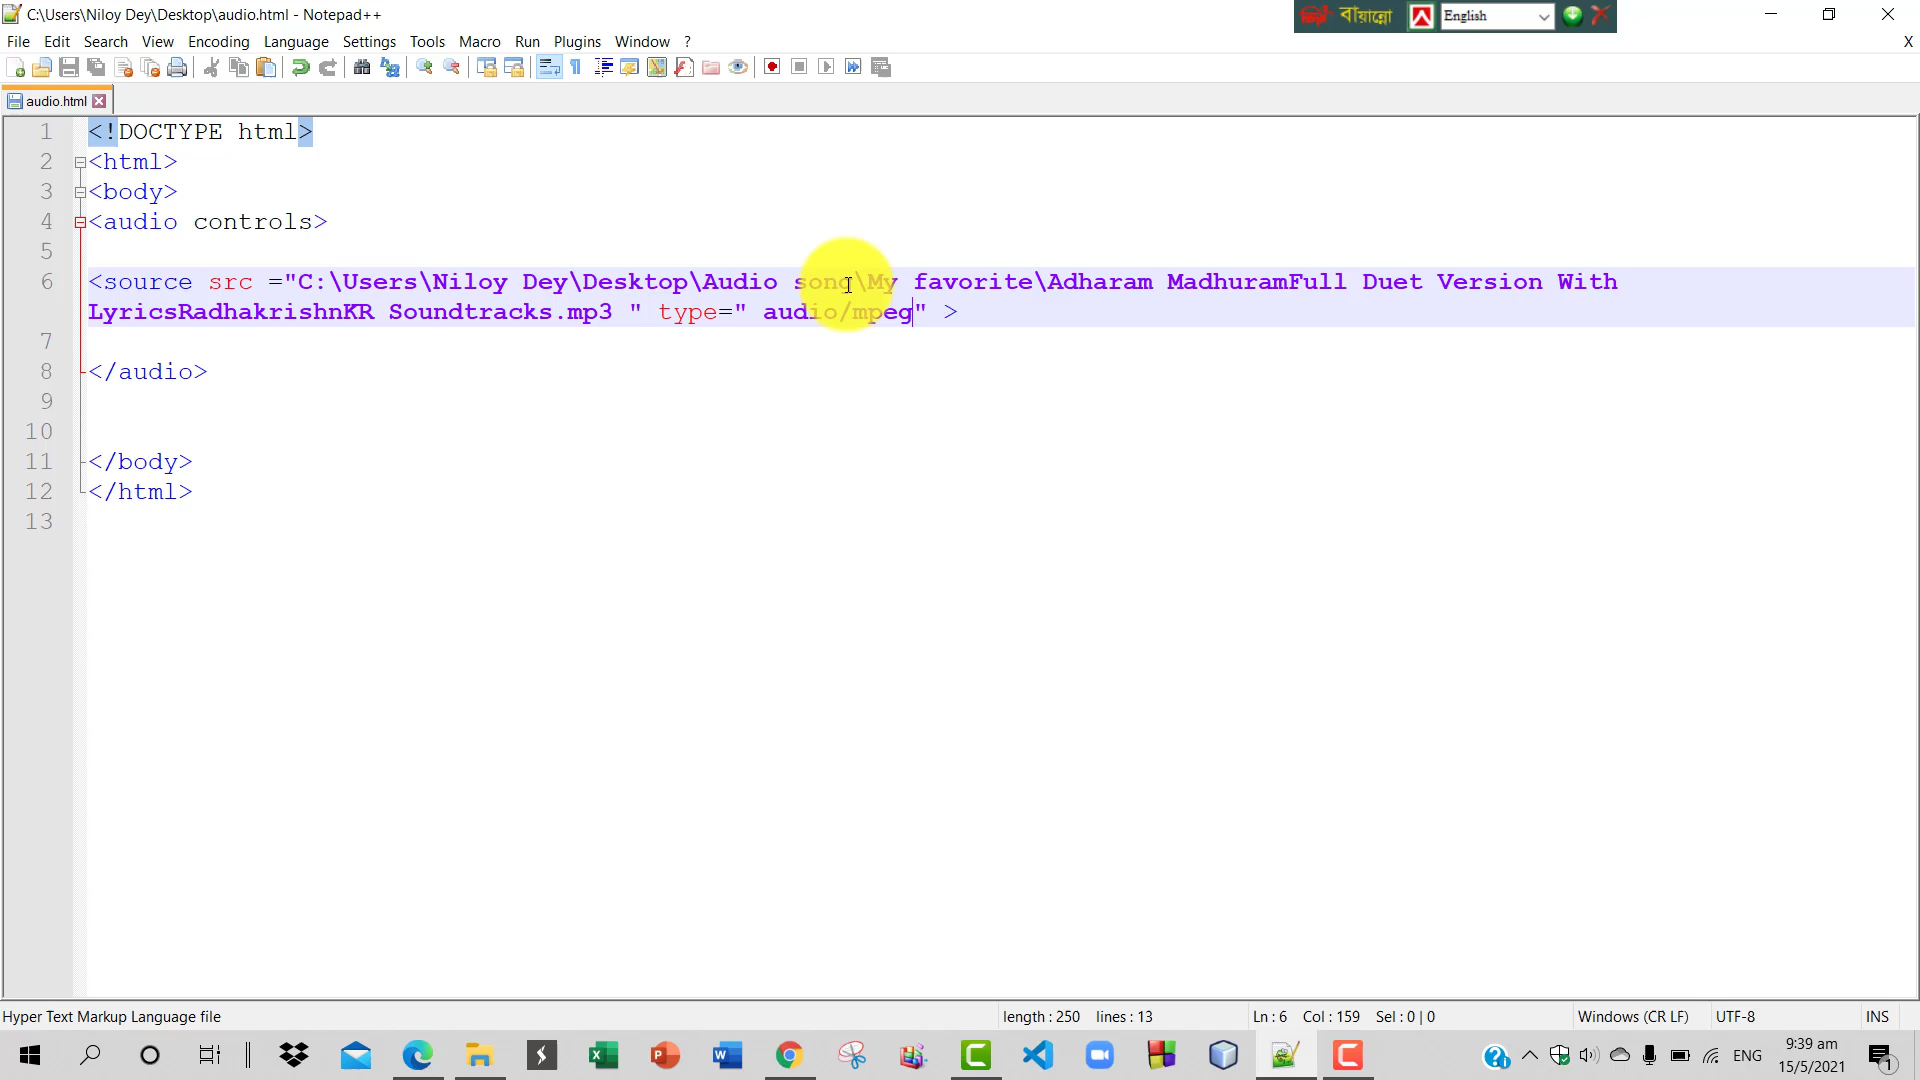 C:\Users\Niloy Dey\Desktop\audio.html - Notepad++
বায়ান্নো
English
File Edit Search View Encoding Language Settings Tools Macro Run Plugins Window ?
X
audio.html
1 <!DOCTYPE html>
2 <html>
3 <body>
4 <audio controls>
5
6 <source src ="C:\Users\Niloy Dey\Desktop\Audio song\My favorite\Adharam MadhuramFull Duet Version With
LyricsRadhakrishnKR Soundtracks.mp3 " type=" audio/mpeg" >
7
8 </audio>
9
10
11 </body>
12 </html>
13
Hyper Text Markup Language file length : 250 lines : 13 Ln : 6 Col : 159 Sel : 0 | 0 Windows (CR LF) UTF-8 INS
ENG
9:39 am
15/5/2021
1